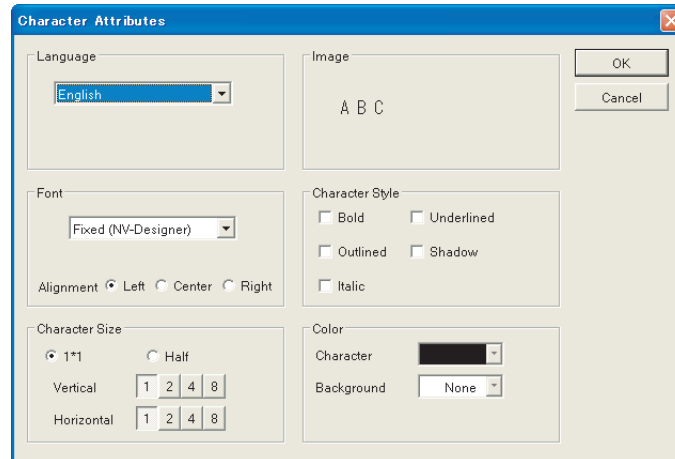 Character Attributes
Language
English
Image
A B C
OK
Cancel
Font
Fixed (NV-Designer)
Alignment Left Center Right
Character Style
Bold Underlined
Outlined Shadow
Italic
Character Size
1*1 Half
Vertical 1 2 4 8
Horizontal 1 2 4 8
Color
Character
Background None